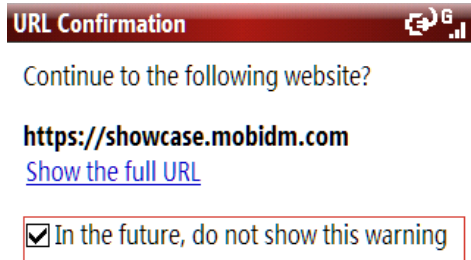 URL Confirmation
G
Continue to the following website?
https://showcase.mobidm.com
Show the full URL
In the future, do not show this warning